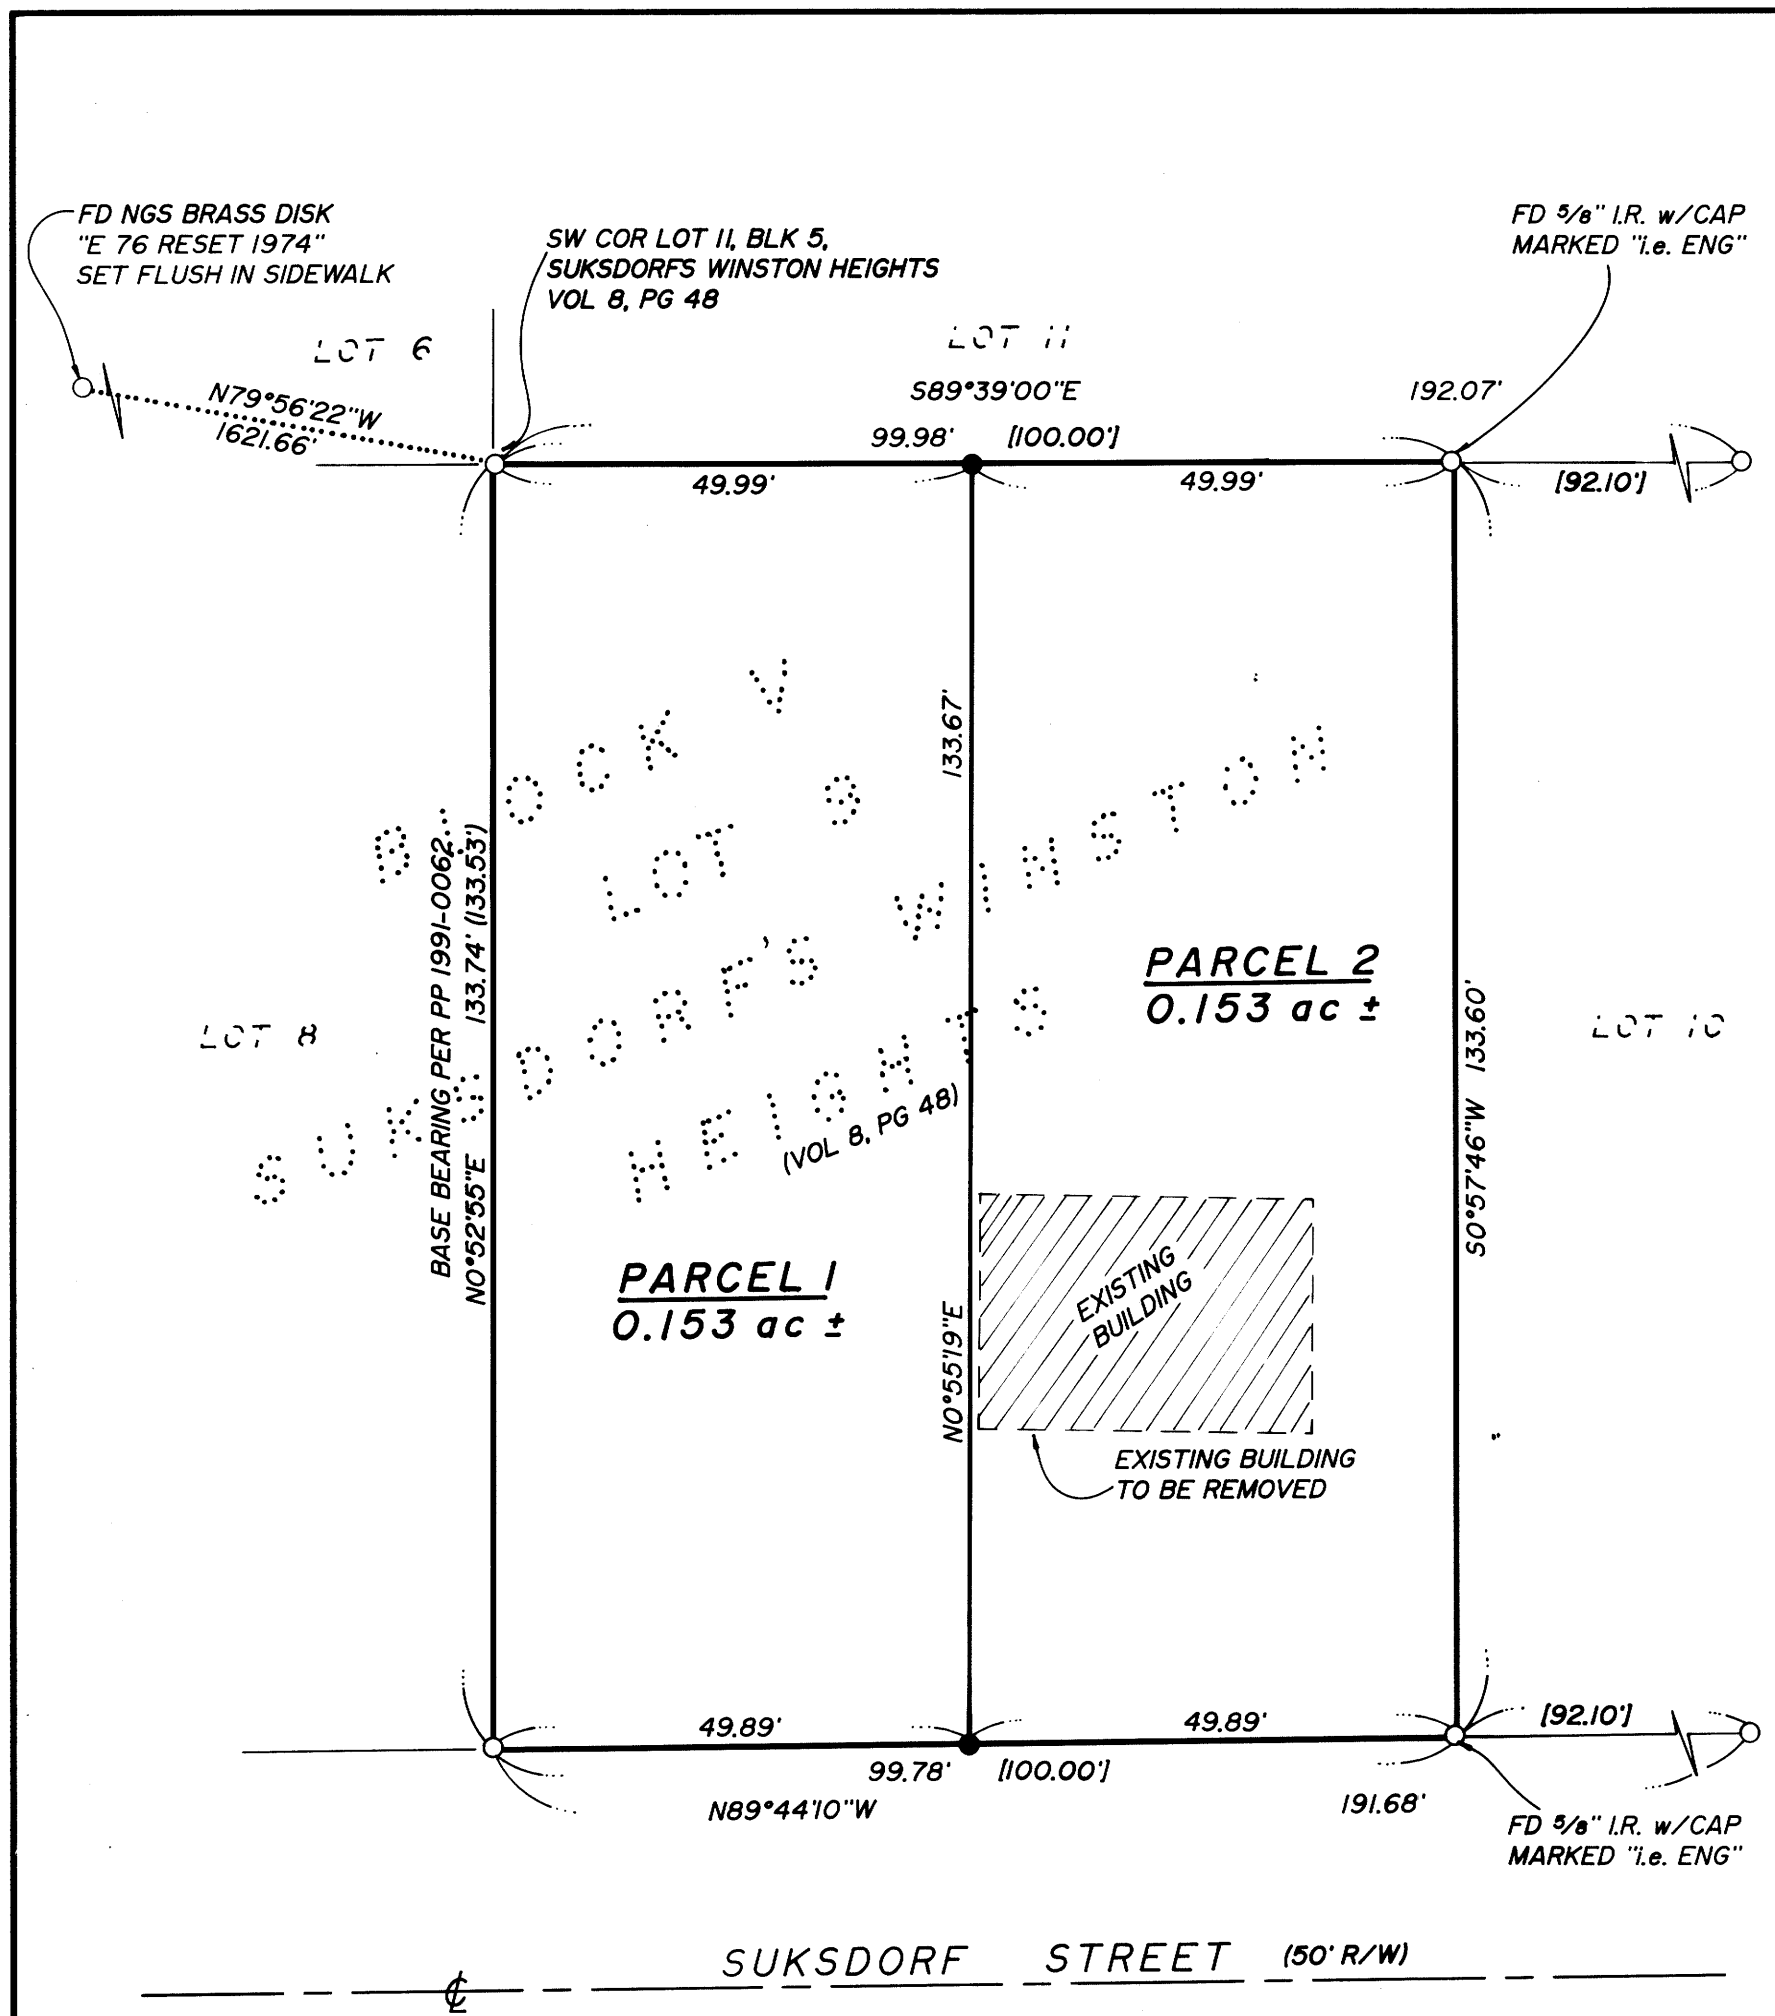 FD NGS BRASS DISK
"E 76 RESET 1974"
SET FLUSH IN SIDEWALK
SW COR LOT 11, BLK 5,
SUKSDORFS WINSTON HEIGHTS
VOL 8, PG 48
FD 5/8" I.R. w/CAP
MARKED "i.e. ENG"
LOT 6
LOT 11
N79°56'22"W
1621.66'
S89°39'00"E
192.07'
99.98' [100.00']
49.99'
49.99'
[92.10']
133.67'
BLOCK V
LOT 9
SUKSDORF'S WINSTON
HEIGHTS
(VOL 8, PG 48)
BASE BEARING PER PP 1991-0062
N0°52'55"E 133.74' (133.53')
PARCEL 2
0.153 ac ±
LOT 8
LOT 10
S0°57'46"W 133.60'
PARCEL 1
0.153 ac ±
N0°55'19"E
EXISTING
BUILDING
EXISTING BUILDING
TO BE REMOVED
49.89'
49.89'
[92.10']
99.78' [100.00']
N89°44'10"W
191.68'
FD 5/8" I.R. w/CAP
MARKED "i.e. ENG"
SUKSDORF STREET (50' R/W)
℄